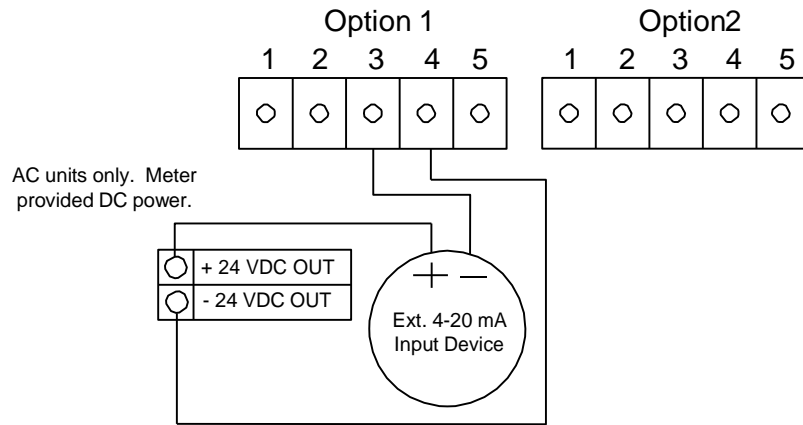 Option 1
Option2
1 2 3 4 5
1 2 3 4 5
AC units only. Meter
provided DC power.
+ 24 VDC OUT
- 24 VDC OUT
+ −
Ext. 4-20 mA
Input Device